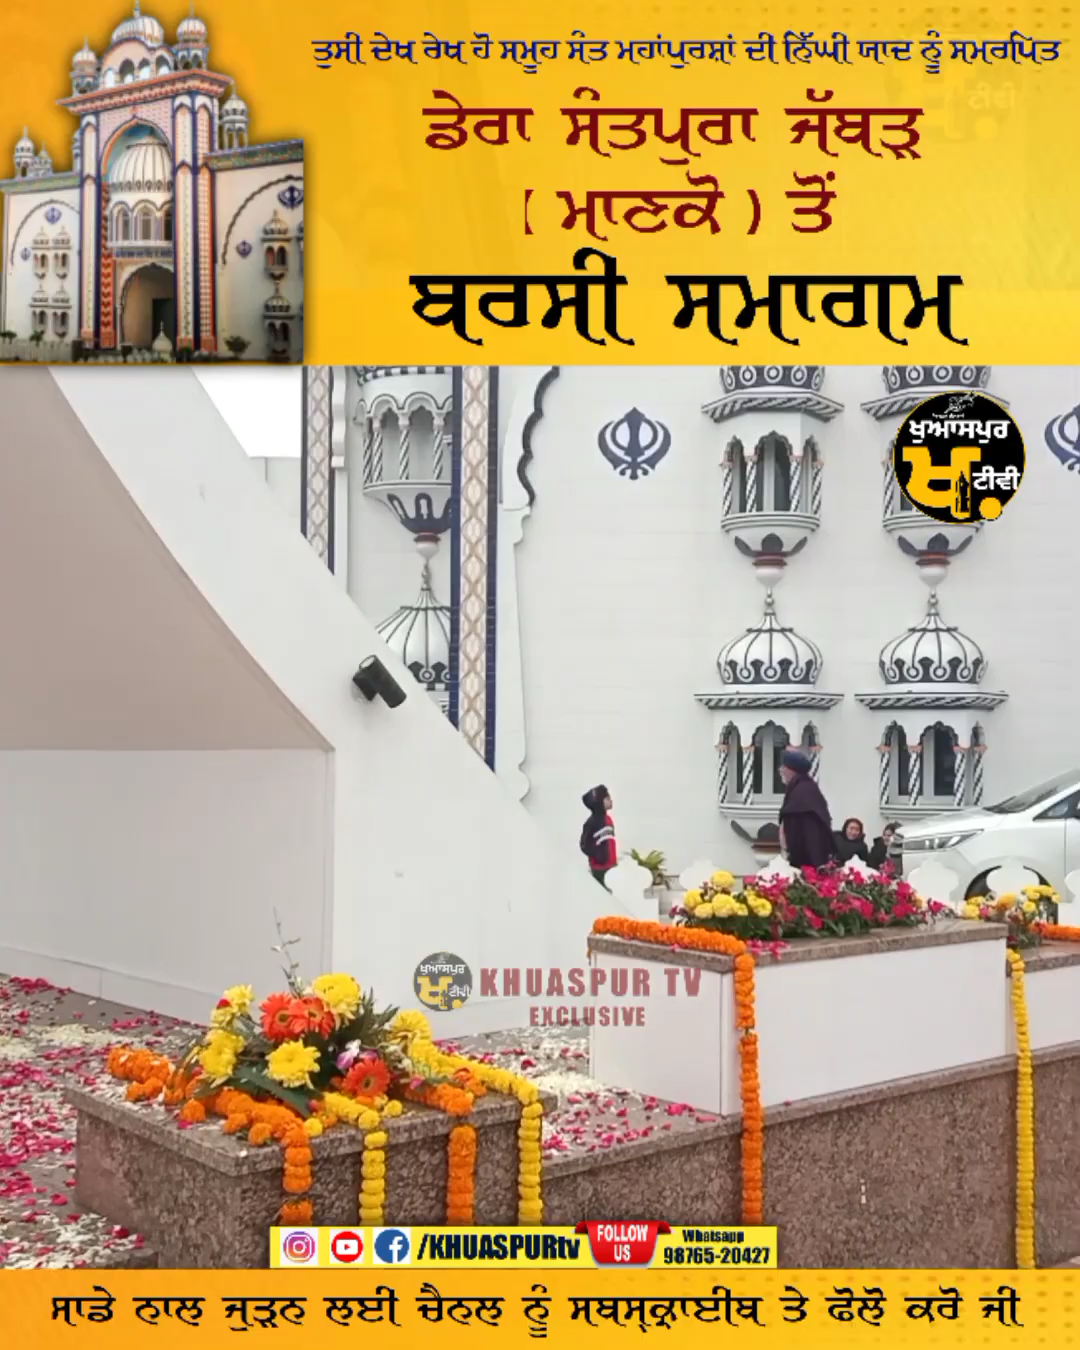 ਤੁਸੀ ਦੇਖ ਰੇਖ ਹੋ ਸਮੂਹ ਸੰਤ ਮਹਾਂਪੁਰਸ਼ਾਂ ਦੀ ਨਿੱਘੀ ਯਾਦ ਨੂੰ ਸਮਰਪਿਤ
ਡੇਰਾ ਸੰਤਪੁਰਾ ਜੱਬੜ੍ਹ
( ਮਾਣਕੋ ) ਤੋਂ
ਬਰਸੀ ਸਮਾਗਮ
ਖੁਆਸਪੁਰ
ਖ ਟੀਵੀ
ਖੁਆਸਪੁਰ
ਖ ਟੀਵੀ
KHUASPUR TV
EXCLUSIVE
/KHUASPURtv
FOLLOW
US
Whatsapp
98765-20427
ਸਾਡੇ ਨਾਲ ਜੁੜਨ ਲਈ ਚੈਨਲ ਨੂੰ ਸਬਸਕ੍ਰਾਈਬ ਤੇ ਫੌਲੋ ਕਰੋ ਜੀ